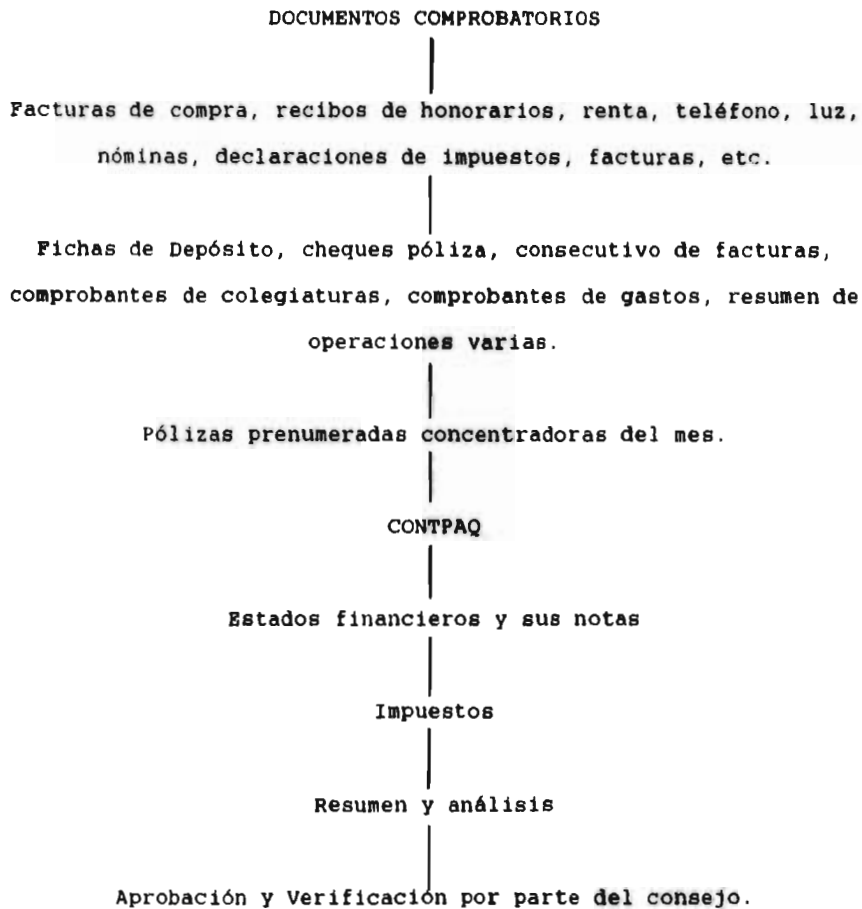 DOCUMENTOS COMPROBATORIOS
Facturas de compra, recibos de honorarios, renta, teléfono, luz,
nóminas, declaraciones de impuestos, facturas, etc.
Fichas de Depósito, cheques póliza, consecutivo de facturas,
comprobantes de colegiaturas, comprobantes de gastos, resumen de
operaciones varias.
Pólizas prenumeradas concentradoras del mes.
CONTPAQ
Estados financieros y sus notas
Impuestos
Resumen y análisis
Aprobación y Verificación por parte del consejo.